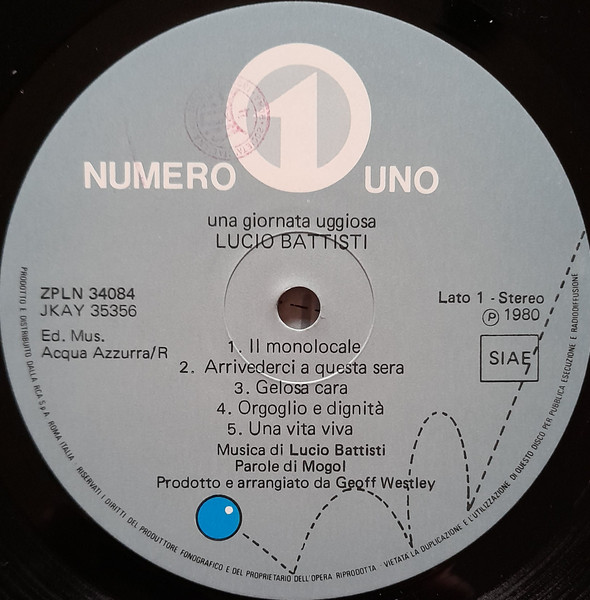 1
NUMERO UNO
una giornata uggiosa
LUCIO BATTISTI
ZPLN 34084
JKAY 35356
Ed. Mus.
Acqua Azzurra/R
Lato 1 - Stereo
Ⓟ 1980
SIAE
1. Il monolocale
2. Arrivederci a questa sera
3. Gelosa cara
4. Orgoglio e dignità
5. Una vita viva
Musica di Lucio Battisti
Parole di Mogol
Prodotto e arrangiato da Geoff Westley
PRODOTTO E DISTRIBUITO DALLA RCA S.p.A. ROMA ITALIA - RISERVATI I DIRITTI DEL PRODUTTORE FONOGRAFICO E DEL PROPRIETARIO DELL'OPERA RIPRODOTTA - VIETATA LA DUPLICAZIONE E L'UTILIZZAZIONE DI QUESTO DISCO PER PUBBLICA ESECUZIONE E RADIODIFFUSIONE